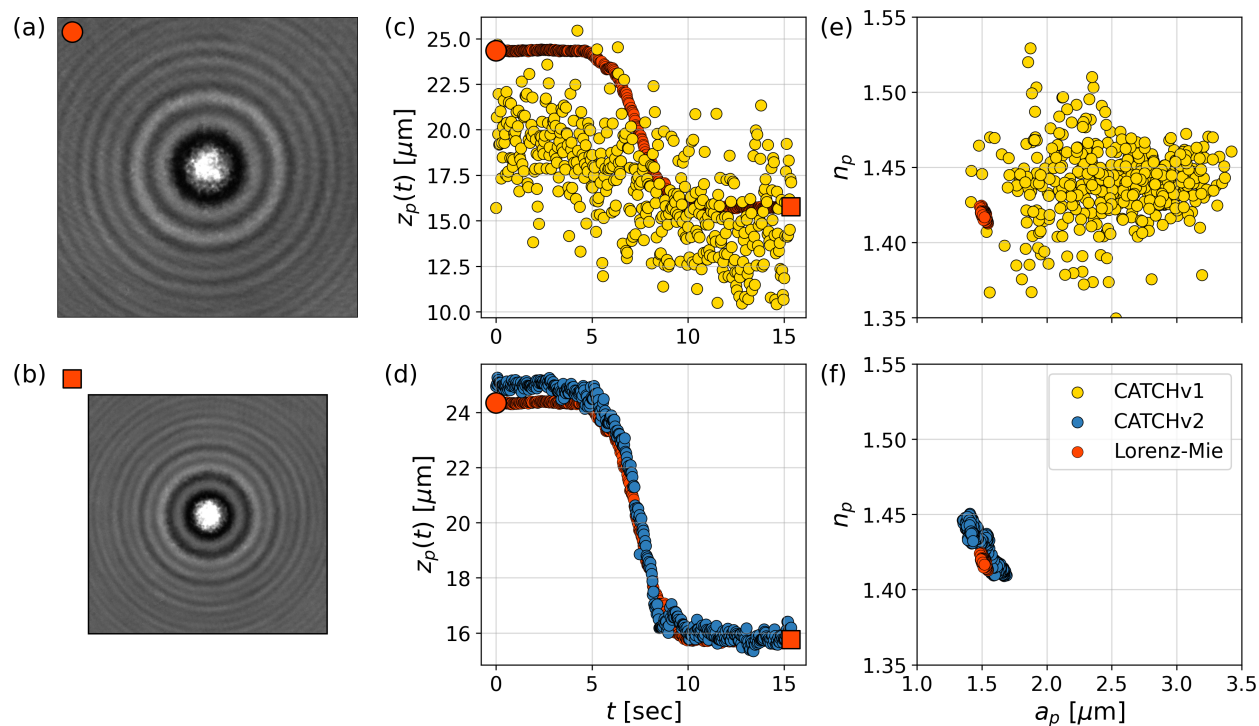 (a)
(c)
z_p(t) [μm]
25.0
22.5
20.0
17.5
15.0
12.5
10.0
0
5
10
15
(e)
n_p
1.55
1.50
1.45
1.40
1.35
(b)
(d)
z_p(t) [μm]
24
22
20
18
16
0
5
10
15
t [sec]
(f)
n_p
1.55
1.50
1.45
1.40
1.35
CATCHv1
CATCHv2
Lorenz-Mie
1.0
1.5
2.0
2.5
3.0
3.5
a_p [μm]